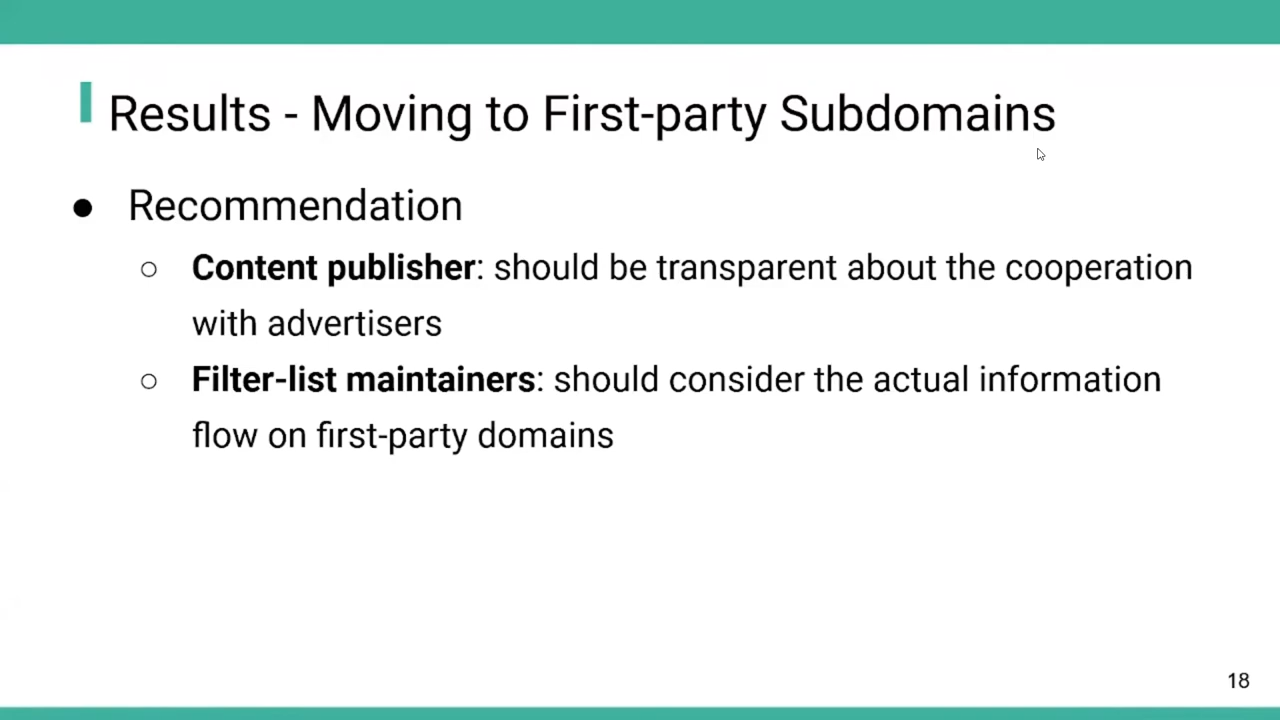 Results - Moving to First-party Subdomains
● Recommendation
○ Content publisher: should be transparent about the cooperation
with advertisers
○ Filter-list maintainers: should consider the actual information
flow on first-party domains
18